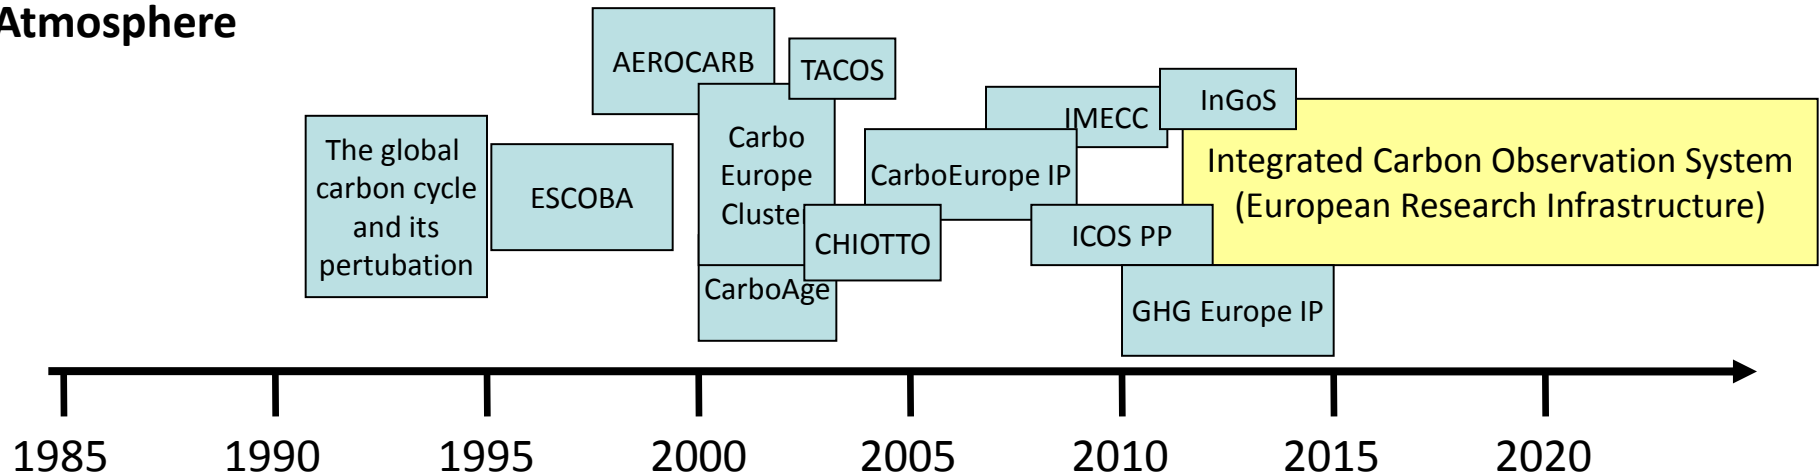 Atmosphere
AEROCARB
TACOS
The global
carbon cycle
and its
pertubation
ESCOBA
Carbo
Europe
Cluster
CarboAge
CHIOTTO
CarboEurope IP
IMECC
InGoS
ICOS PP
Integrated Carbon Observation System
(European Research Infrastructure)
GHG Europe IP
1985 1990 1995 2000 2005 2010 2015 2020